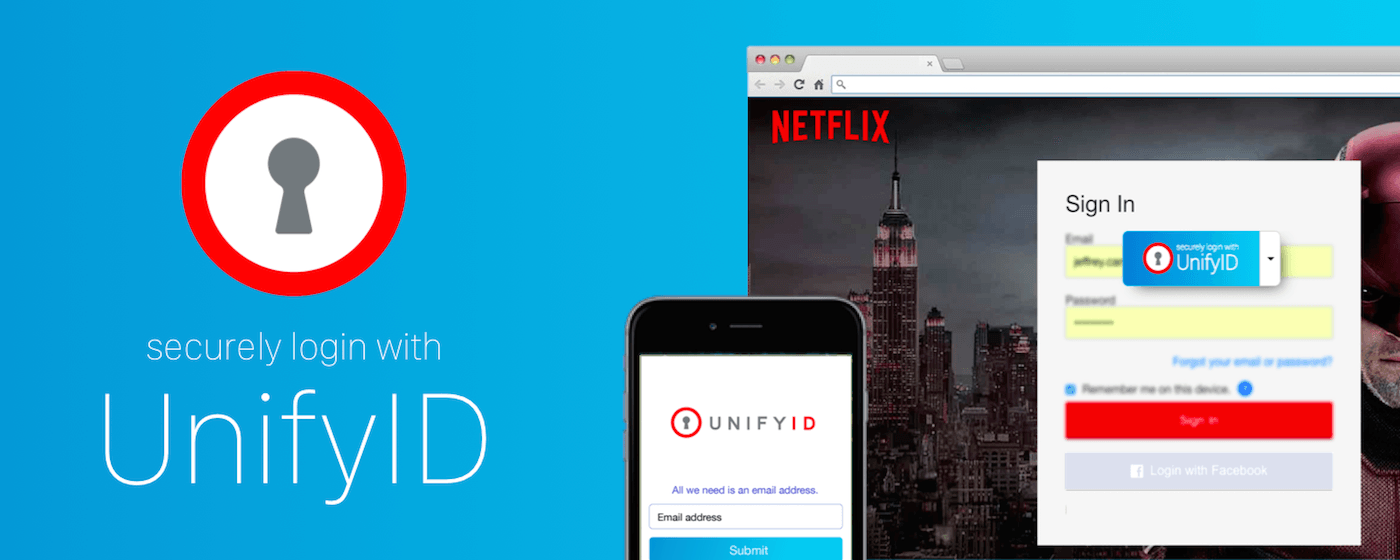 securely login with
UnifyID
UNIFYID
All we need is an email address.
Email address
Submit
NETFLIX
Sign In
Email
securely login with
UnifyID
Password
Forgot your email or password?
Remember me on this device.
Sign In
Login with Facebook